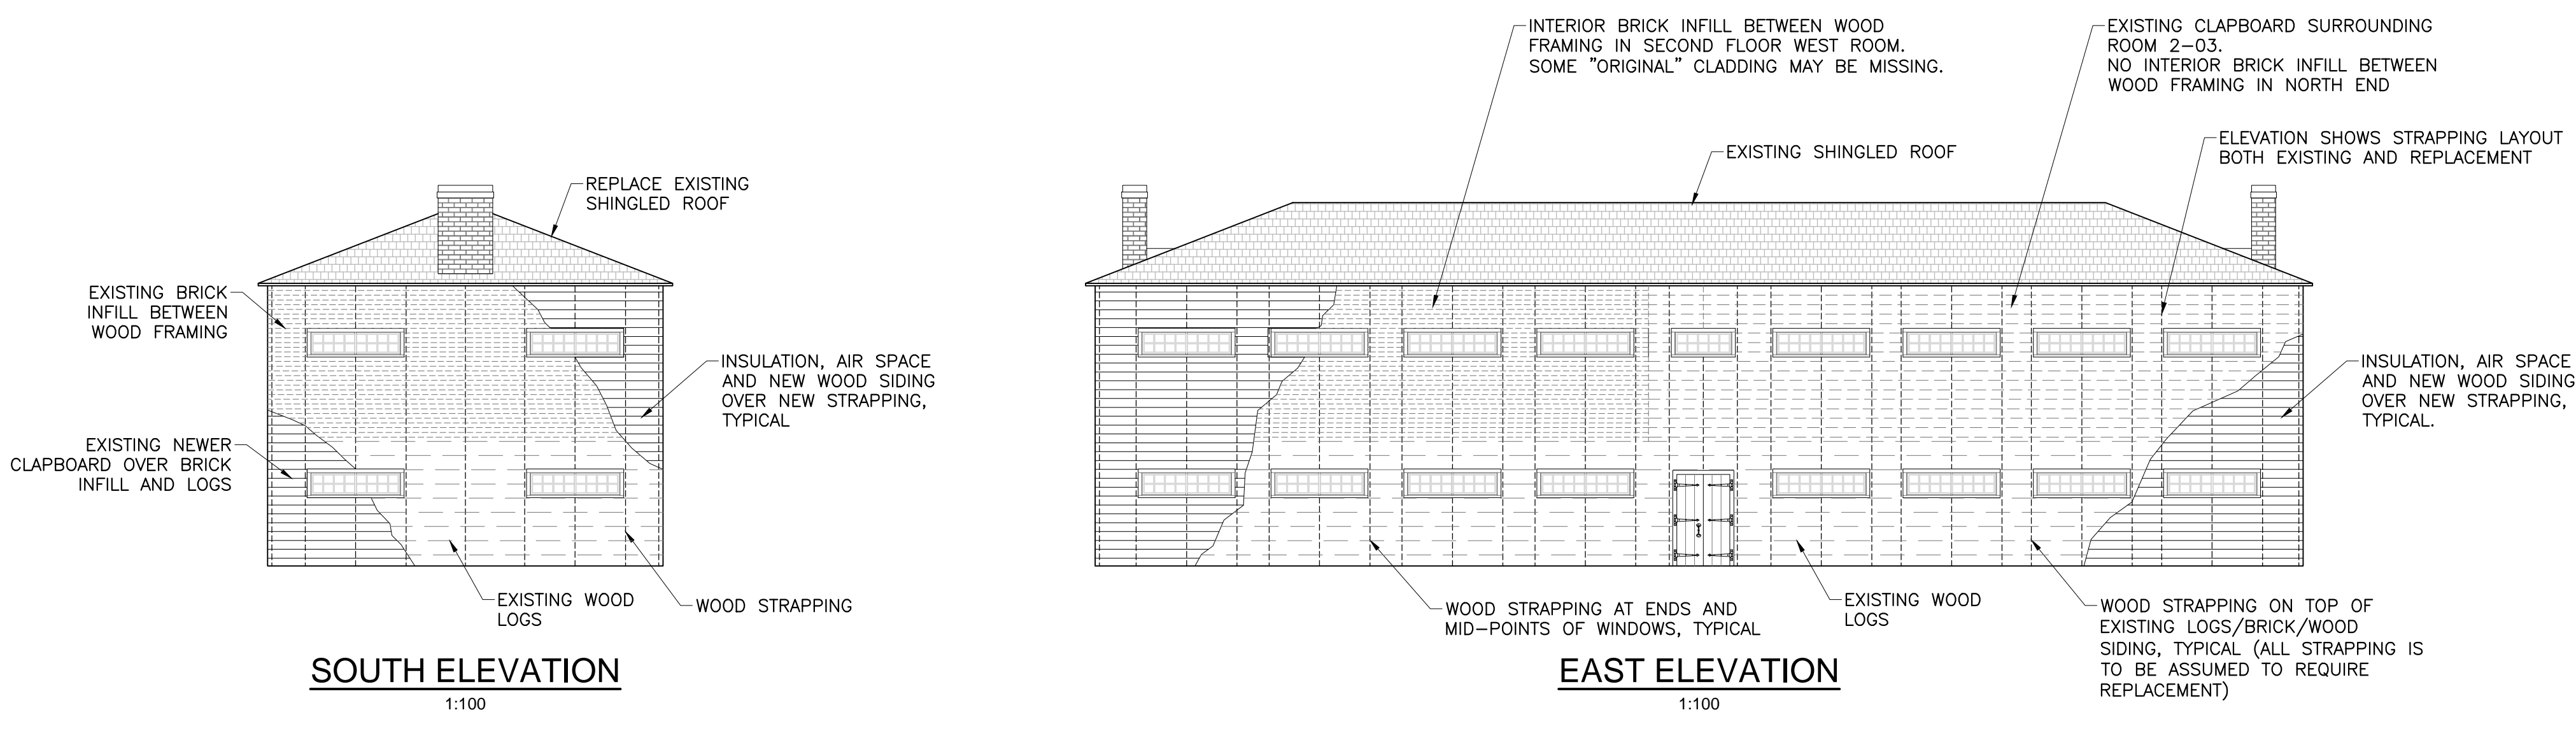 REPLACE EXISTING
SHINGLED ROOF
EXISTING BRICK
INFILL BETWEEN
WOOD FRAMING
INSULATION, AIR SPACE
AND NEW WOOD SIDING
OVER NEW STRAPPING,
TYPICAL
EXISTING NEWER
CLAPBOARD OVER BRICK
INFILL AND LOGS
EXISTING WOOD
LOGS
WOOD STRAPPING
SOUTH ELEVATION
1:100
INTERIOR BRICK INFILL BETWEEN WOOD
FRAMING IN SECOND FLOOR WEST ROOM.
SOME "ORIGINAL" CLADDING MAY BE MISSING.
EXISTING CLAPBOARD SURROUNDING
ROOM 2-03.
NO INTERIOR BRICK INFILL BETWEEN
WOOD FRAMING IN NORTH END
EXISTING SHINGLED ROOF
ELEVATION SHOWS STRAPPING LAYOUT
BOTH EXISTING AND REPLACEMENT
INSULATION, AIR SPACE
AND NEW WOOD SIDING
OVER NEW STRAPPING,
TYPICAL.
WOOD STRAPPING AT ENDS AND
MID-POINTS OF WINDOWS, TYPICAL
EXISTING WOOD
LOGS
WOOD STRAPPING ON TOP OF
EXISTING LOGS/BRICK/WOOD
SIDING, TYPICAL (ALL STRAPPING IS
TO BE ASSUMED TO REQUIRE
REPLACEMENT)
EAST ELEVATION
1:100